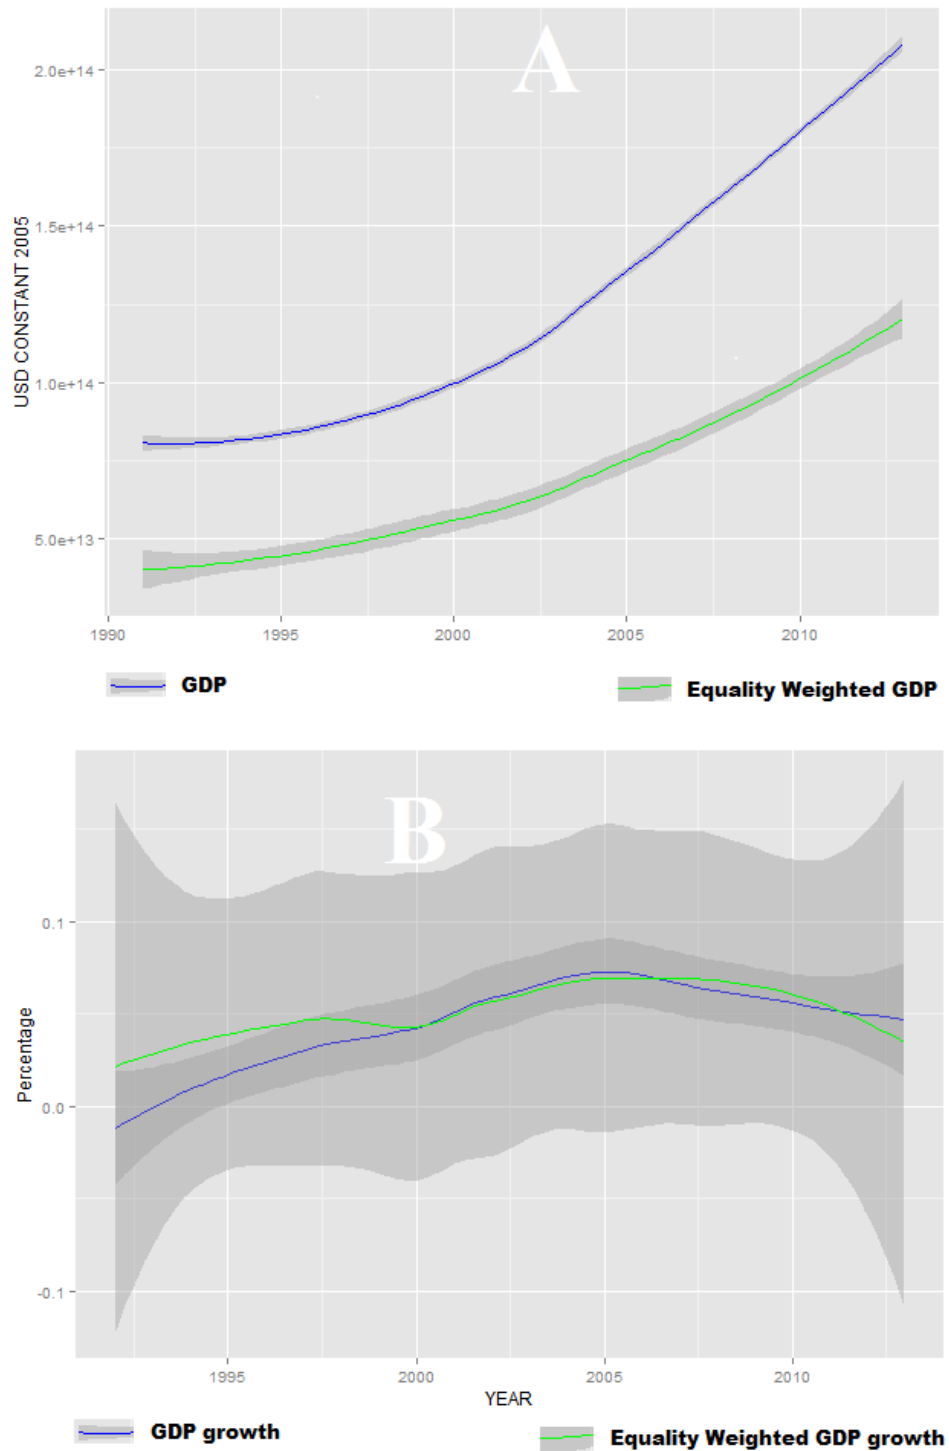 A
2.0e+14
1.5e+14
1.0e+14
5.0e+13
USD CONSTANT 2005
1990 1995 2000 2005 2010
GDP Equality Weighted GDP
B
0.1
0.0
-0.1
Percentage
1995 2000 2005 2010
YEAR
GDP growth Equality Weighted GDP growth